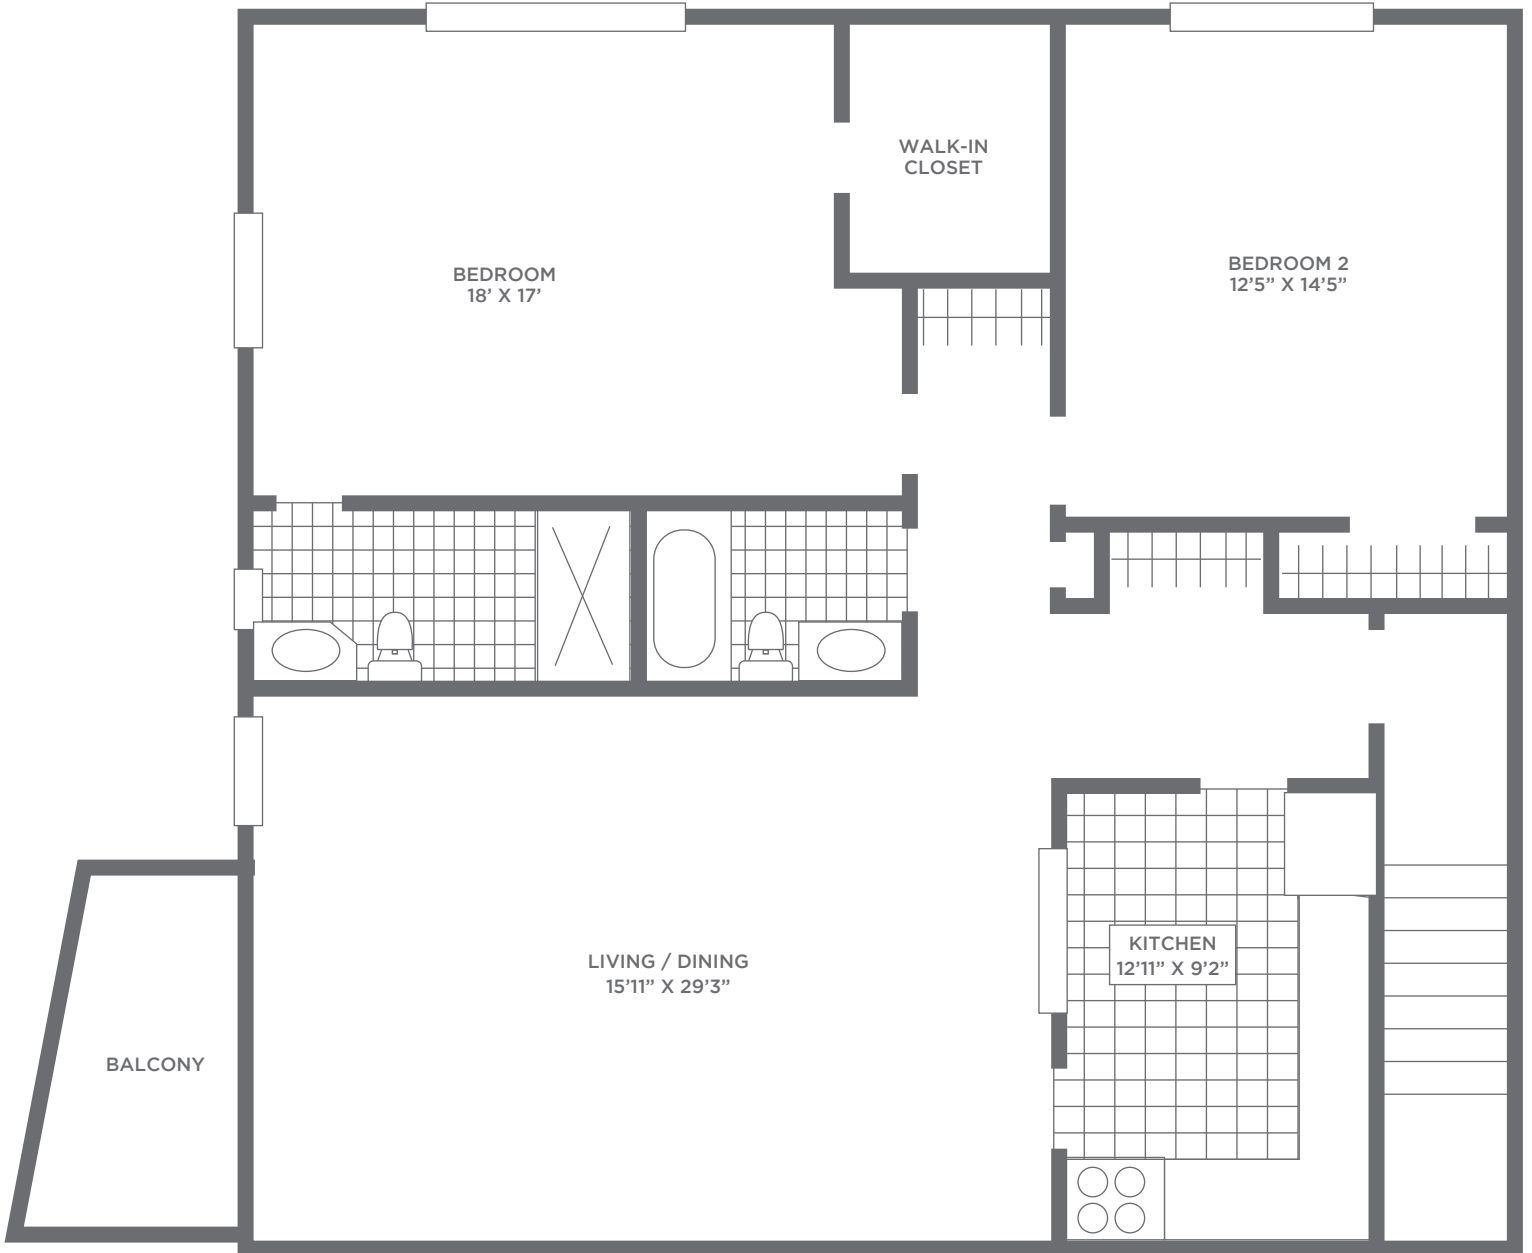 WALK-IN
CLOSET
BEDROOM
18’ X 17’
BEDROOM 2
12’5” X 14’5”
LIVING / DINING
15’11” X 29’3”
KITCHEN
12’11” X 9’2”
BALCONY